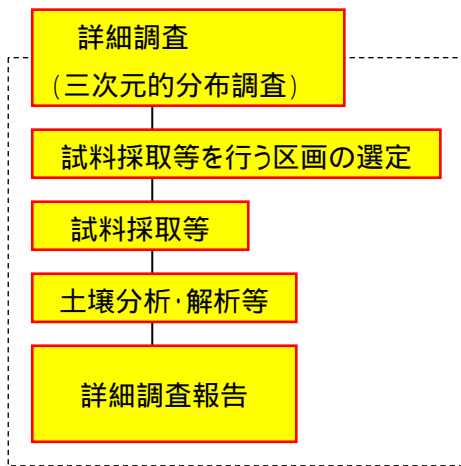 詳細調査
(三次元的分布調査)
試料採取等を行う区画の選定
試料採取等
土壌分析･解析等
詳細調査報告